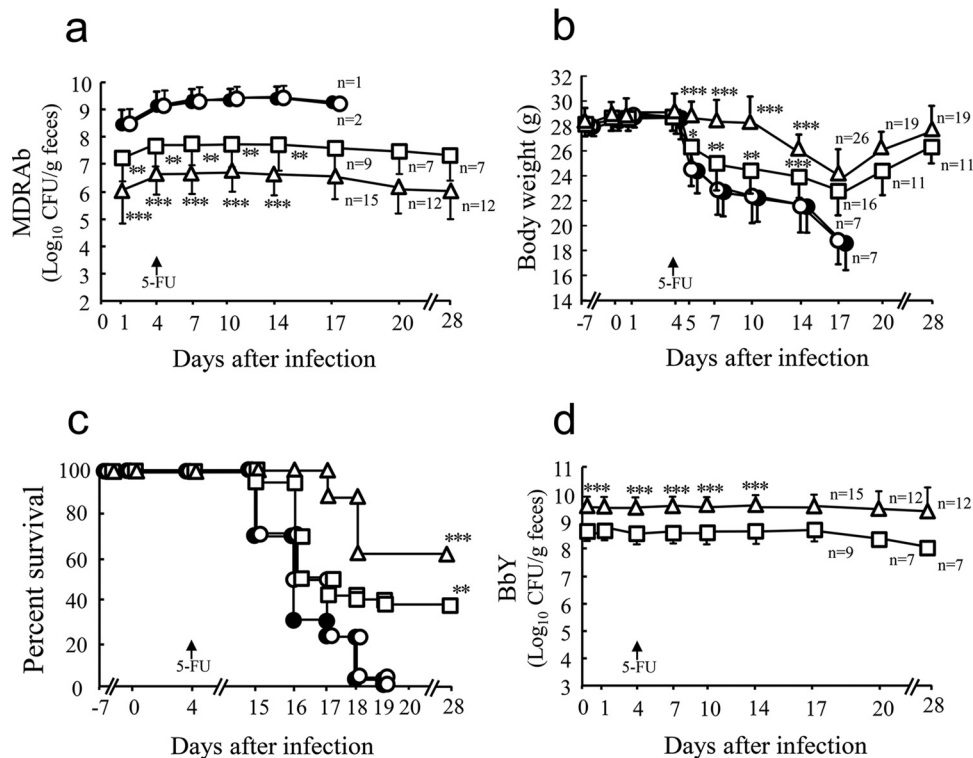 a
MDRAb
(Log10 CFU/g feces)
10
9
8
7
6
5
4
3
2
n=1
n=2
** ** ** ** **
n=9
n=7
n=7
*** *** *** *** ***
n=15
n=12
n=12
5-FU
0 1 4 7 10 14 17 20 28
Days after infection
b
Body weight (g)
32
30
28
26
24
22
20
18
16
14
*** *** *** ***
* ** ** ***
n=26
n=19
n=19
n=16
n=11
n=11
n=7
n=7
5-FU
-7 0 1 4 5 7 10 14 17 20 28
Days after infection
c
Percent survival
100
80
60
40
20
0
***
**
5-FU
-7 0 4 15 16 17 18 19 20 28
Days after infection
d
BbY
(Log10 CFU/g feces)
11
10
9
8
7
6
5
4
3
*** *** *** *** ***
n=15
n=12
n=12
n=9
n=7
n=7
5-FU
0 1 4 7 10 14 17 20 28
Days after infection